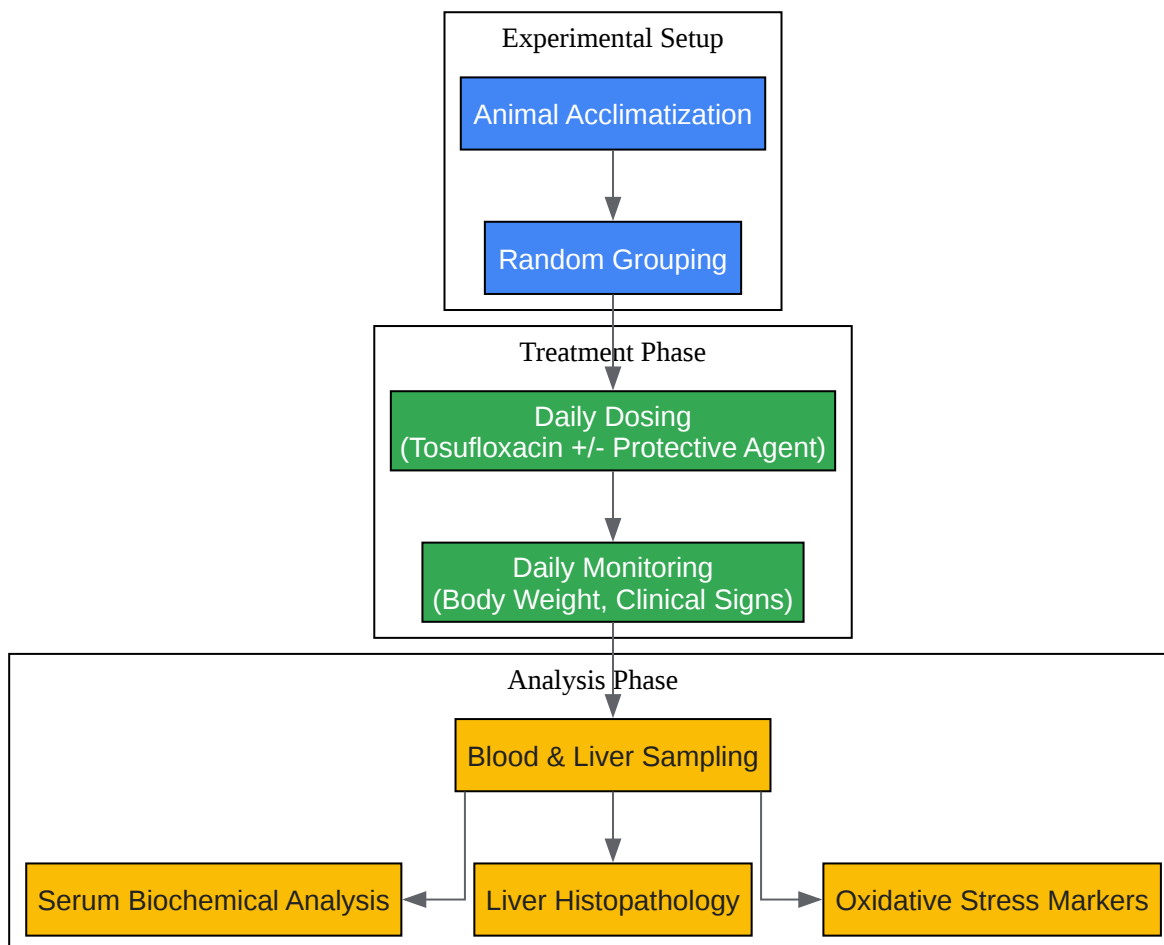 Experimental Setup
Animal Acclimatization
Random Grouping
Treatment Phase
Daily Dosing
(Tosufloxacin +/- Protective Agent)
Daily Monitoring
(Body Weight, Clinical Signs)
Analysis Phase
Blood & Liver Sampling
Serum Biochemical Analysis
Liver Histopathology
Oxidative Stress Markers